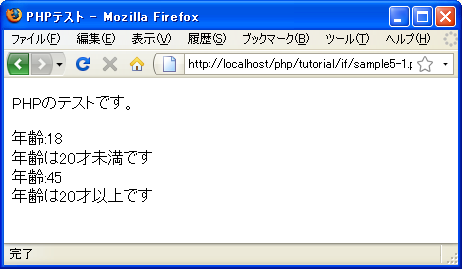 PHPテスト - Mozilla Firefox
ファイル(F) 編集(E) 表示(V) 履歴(S) ブックマーク(B) ツール(T) ヘルプ(H)
http://localhost/php/tutorial/if/sample5-1.p
PHPのテストです。
年齢:18
年齢は20才未満です
年齢:45
年齢は20才以上です
完了